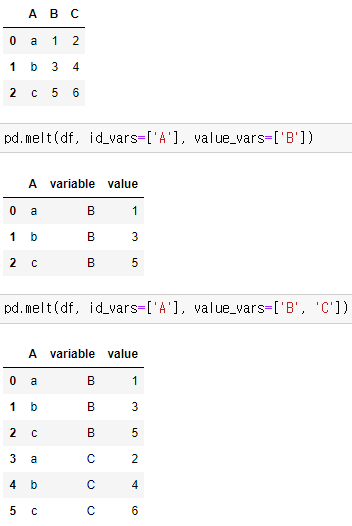 A B C
0 a 1 2
1 b 3 4
2 c 5 6
pd.melt(df, id_vars=['A'], value_vars=['B'])
A variable value
0 a B 1
1 b B 3
2 c B 5
pd.melt(df, id_vars=['A'], value_vars=['B', 'C'])
A variable value
0 a B 1
1 b B 3
2 c B 5
3 a C 2
4 b C 4
5 c C 6